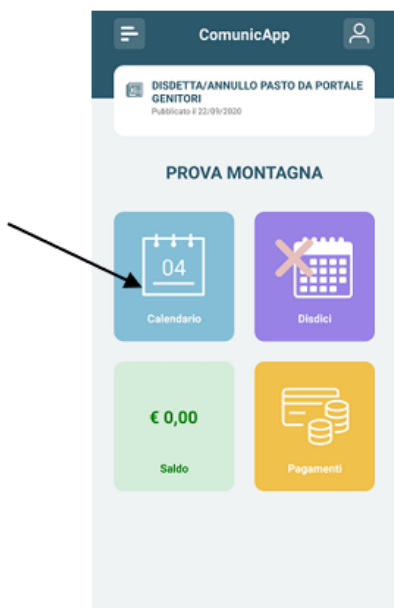 ComunicApp
DISDETTA/ANNULLO PASTO DA PORTALE
GENITORI
Pubblicato il 22/09/2020
PROVA MONTAGNA
04
Calendario
Disdici
€ 0,00
Saldo
Pagamenti